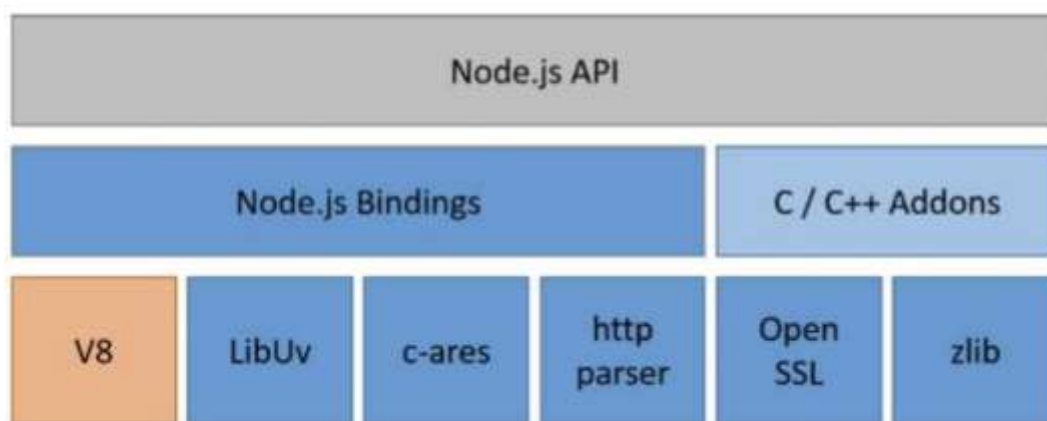 Node.js API
Node.js Bindings
C / C++ Addons
V8
LibUv
c-ares
http
parser
Open
SSL
zlib